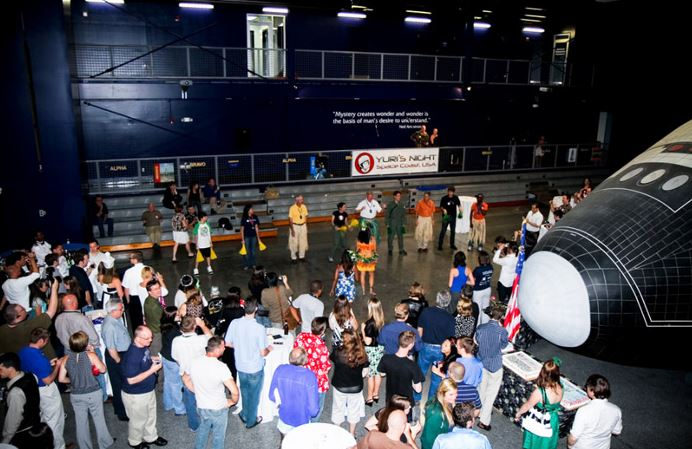 "Mystery creates wonder and wonder is
the basis of man's desire to understand."
Neil Armstrong
ALPHA
BRAVO
ALPHA
YURI'S NIGHT
SPACE COAST, USA